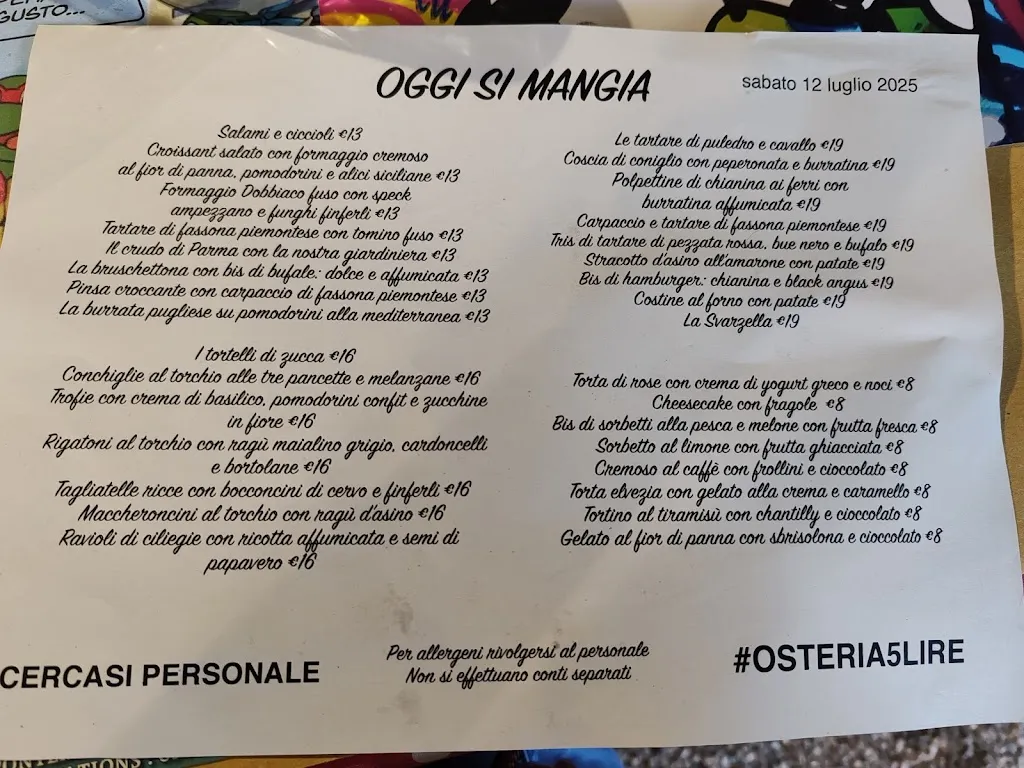 GUSTO...
OGGI SI MANGIA
sabato 12 luglio 2025
Salami e ciccioli €13
Croissant salato con formaggio cremoso
al fior di panna, pomodorini e alici siciliane €13
Formaggio Dobbiaco fuso con speck
ampezzano e funghi finferli €13
Tartare di fassona piemontese con tomino fuso €13
Il crudo di Parma con la nostra giardiniera €13
La bruschettona con bis di bufale: dolce e affumicata €13
Pinsa croccante con carpaccio di fassona piemontese €13
La burrata pugliese su pomodorini alla mediterranea €13
I tortelli di zucca €16
Conchiglie al torchio alle tre pancette e melanzane €16
Trofie con crema di basilico, pomodorini confit e zucchine
in fiore €16
Rigatoni al torchio con ragù maialino grigio, cardoncelli
e bortolane €16
Tagliatelle ricce con bocconcini di cervo e finferli €16
Maccheroncini al torchio con ragù d'asino €16
Ravioli di ciliegie con ricotta affumicata e semi di
papavero €16
Le tartare di puledro e cavallo €19
Coscia di coniglio con peperonata e burratina €19
Polpettine di chianina ai ferri con
burratina affumicata €19
Carpaccio e tartare di fassona piemontese €19
Tris di tartare di pezzata rossa, bue nero e bufalo €19
Stracotto d'asino all'amarone con patate €19
Bis di hamburger: chianina e black angus €19
Costine al forno con patate €19
La Svarzella €19
Torta di rose con crema di yogurt greco e noci €8
Cheesecake con fragole €8
Bis di sorbetti alla pesca e melone con frutta fresca €8
Sorbetto al limone con frutta ghiacciata €8
Cremoso al caffè con frollini e cioccolato €8
Torta elvezia con gelato alla crema e caramello €8
Tortino al tiramisù con chantilly e cioccolato €8
Gelato al fior di panna con sbrisolona e cioccolato €8
CERCASI PERSONALE
Per allergeni rivolgersi al personale
Non si effettuano conti separati
#OSTERIA5LIRE